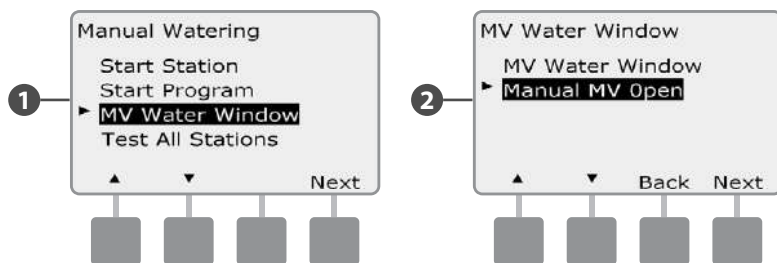 1
Manual Watering
Start Station
Start Program
► MV Water Window
Test All Stations
▲ ▼ Next
2
MV Water Window
MV Water Window
► Manual MV Open
▲ ▼ Back Next